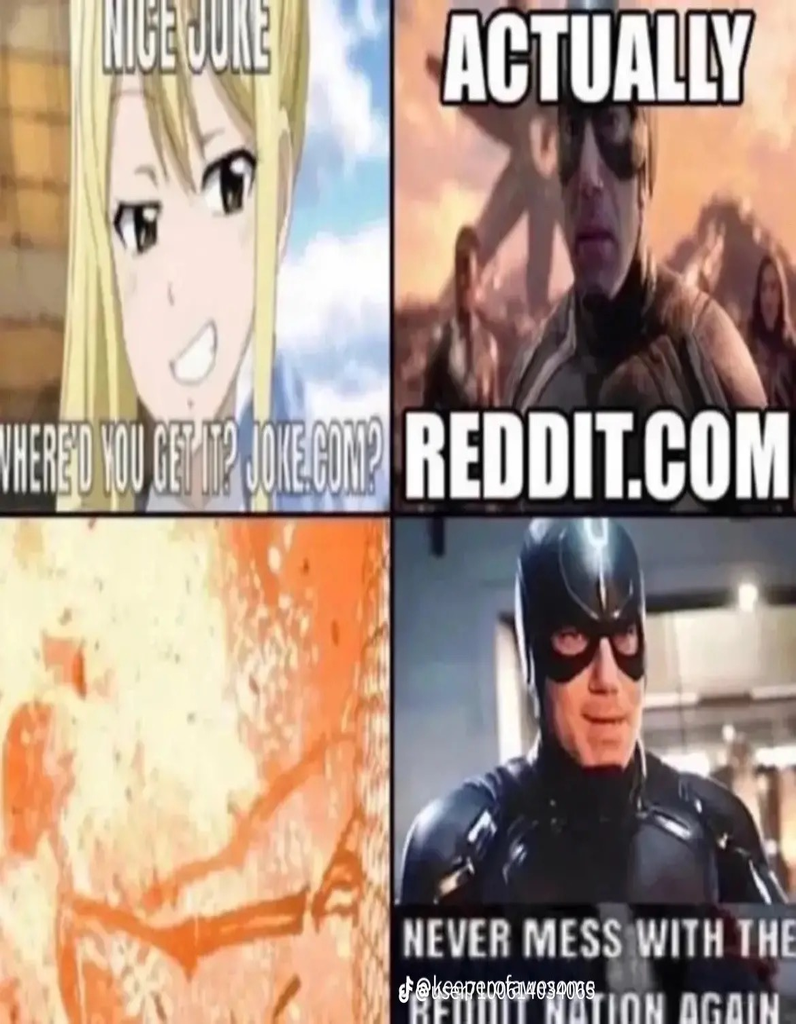 NICE JOKE
WHERE'D YOU GET IT? JOKE.COM?
ACTUALLY
REDDIT.COM
NEVER MESS WITH THE
REDDIT NATION AGAIN